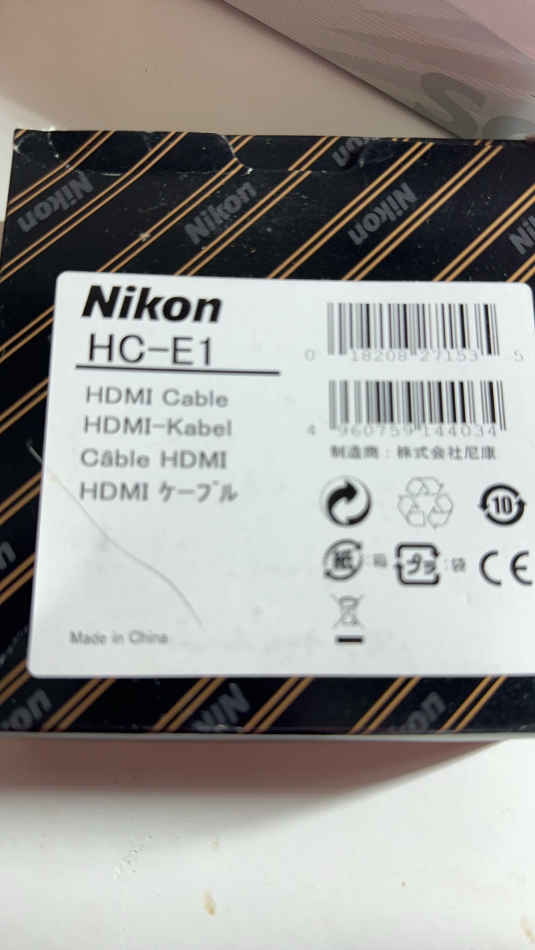 Nikon
Nikon
Nikon
Nikon
HC-E1
HDMI Cable
HDMI-Kabel
Câble HDMI
HDMI ケーブル
Made in China
0 18208 27153 5
4 960759 144034
制造商：株式会社尼康
10
紙 : 箱
プラ : 袋
CE